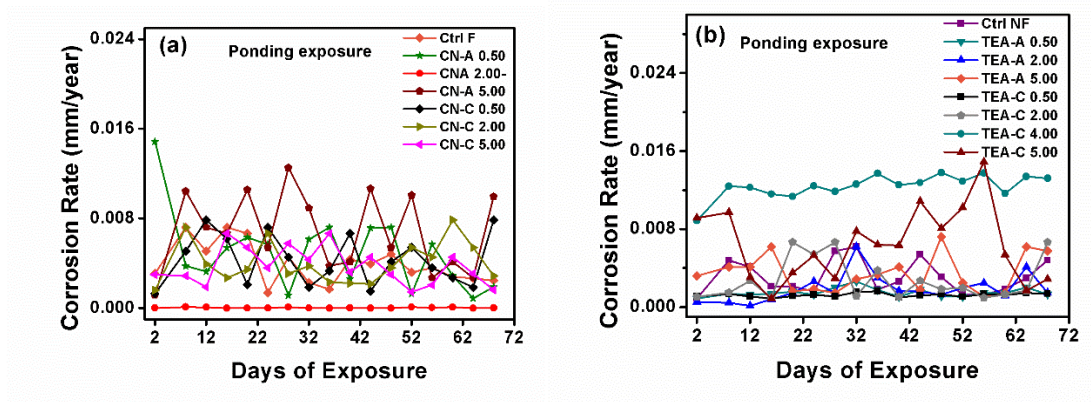 (a)
Ponding exposure
Ctrl F
CN-A 0.50
CNA 2.00-
CN-A 5.00
CN-C 0.50
CN-C 2.00
CN-C 5.00
Corrosion Rate (mm/year)
0.024
0.016
0.008
0.000
2 12 22 32 42 52 62 72
Days of Exposure
(b)
Ponding exposure
Ctrl NF
TEA-A 0.50
TEA-A 2.00
TEA-A 5.00
TEA-C 0.50
TEA-C 2.00
TEA-C 4.00
TEA-C 5.00
Corrosion Rate (mm/year)
0.024
0.016
0.008
0.000
2 12 22 32 42 52 62 72
Days of Exposure